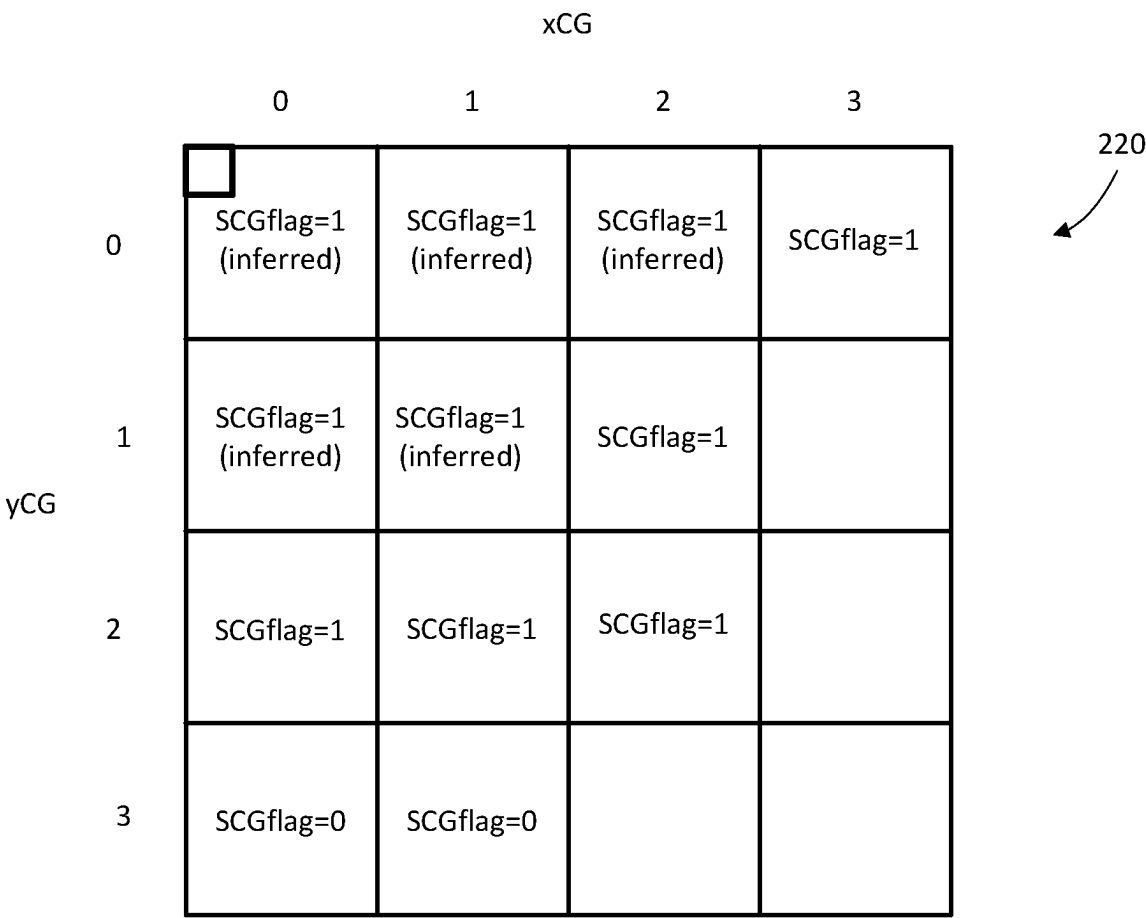 xCG
0 1 2 3
220
0
SCGflag=1
(inferred)
SCGflag=1
(inferred)
SCGflag=1
(inferred)
SCGflag=1
1
SCGflag=1
(inferred)
SCGflag=1
(inferred)
SCGflag=1
yCG
2
SCGflag=1
SCGflag=1
SCGflag=1
3
SCGflag=0
SCGflag=0